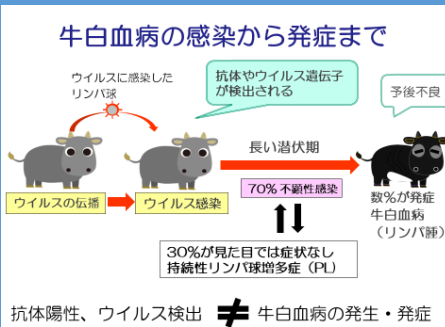 牛白血病の感染から発症まで
ウイルスに感染した
リンパ球
抗体やウイルス遺伝子
が検出される
予後不良
長い潜伏期
ウイルスの伝播
ウイルス感染
70% 不顕性感染
数%が発症
牛白血病
(リンパ腫)
30%が見た目では症状なし
持続性リンパ球増多症（PL）
抗体陽性、ウイルス検出 ≠ 牛白血病の発生・発症